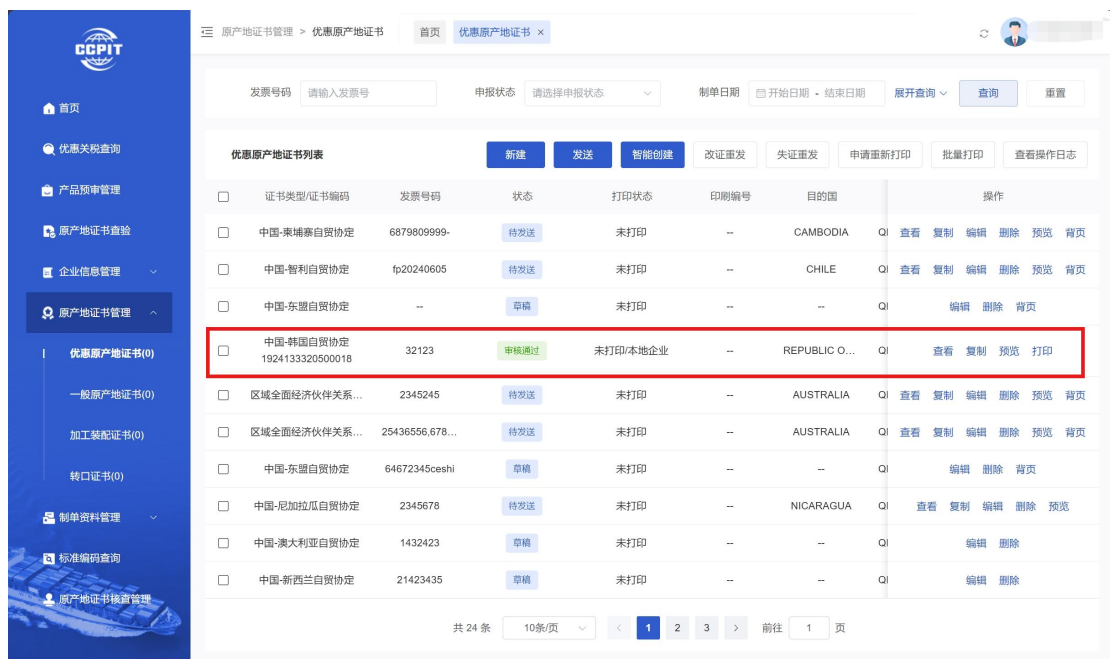 CCPIT
首页
优惠关税查询
产品预审管理
原产地证书查验
企业信息管理
原产地证书管理
优惠原产地证书(0)
一般原产地证书(0)
加工装配证书(0)
转口证书(0)
制单资料管理
标准编码查询
原产地证书核查管理
原产地证书管理 > 优惠原产地证书 首页 优惠原产地证书 ×
发票号码 请输入发票号 申报状态 请选择申报状态 制单日期 开始日期 - 结束日期 展开查询 查询 重置
优惠原产地证书列表 新建 发送 智能创建 改证重发 失证重发 申请重新打印 批量打印 查看操作日志
证书类型/证书编码 发票号码 状态 打印状态 印刷编号 目的国 操作
中国-柬埔寨自贸协定 6879809999- 待发送 未打印 -- CAMBODIA QI 查看 复制 编辑 删除 预览 背页
中国-智利自贸协定 fp20240605 待发送 未打印 -- CHILE QI 查看 复制 编辑 删除 预览 背页
中国-东盟自贸协定 -- 草稿 未打印 -- -- QI 编辑 删除 背页
中国-韩国自贸协定
1924133320500018 32123 审核通过 未打印/本地企业 -- REPUBLIC O... QI 查看 复制 预览 打印
区域全面经济伙伴关系... 2345245 待发送 未打印 -- AUSTRALIA QI 查看 复制 编辑 删除 预览 背页
区域全面经济伙伴关系... 25436556,678... 待发送 未打印 -- AUSTRALIA QI 查看 复制 编辑 删除 预览 背页
中国-东盟自贸协定 64672345ceshi 草稿 未打印 -- -- QI 编辑 删除 背页
中国-尼加拉瓜自贸协定 2345678 待发送 未打印 -- NICARAGUA QI 查看 复制 编辑 删除 预览
中国-澳大利亚自贸协定 1432423 草稿 未打印 -- -- QI 编辑 删除
中国-新西兰自贸协定 21423435 草稿 未打印 -- -- QI 编辑 删除
共 24 条 10条/页 < 1 2 3 > 前往 1 页